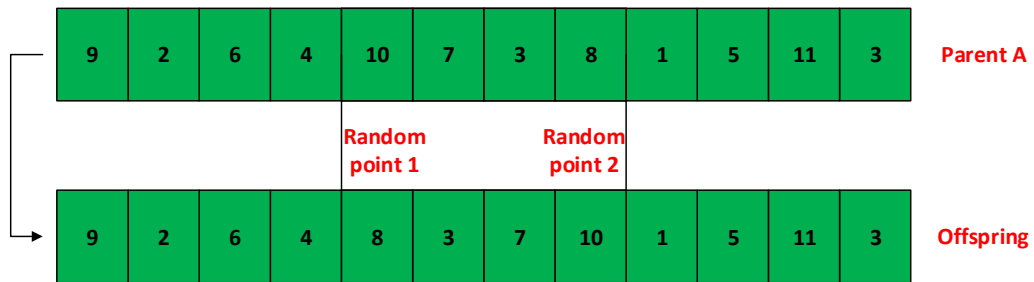 9 2 6 4 10 7 3 8 1 5 11 3 Parent A
Random Random
point 1 point 2
9 2 6 4 8 3 7 10 1 5 11 3 Offspring